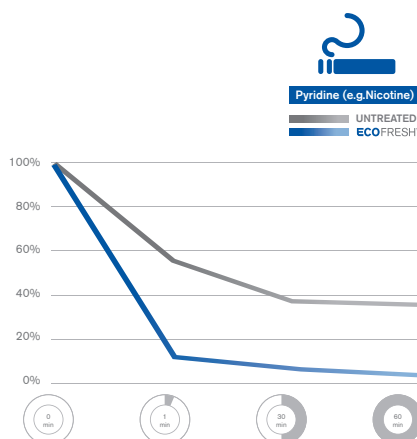 Pyridine (e.g.Nicotine)
UNTREATED
ECOFRESH
100%
80%
60%
40%
20%
0%
0
min
1
min
30
min
60
min